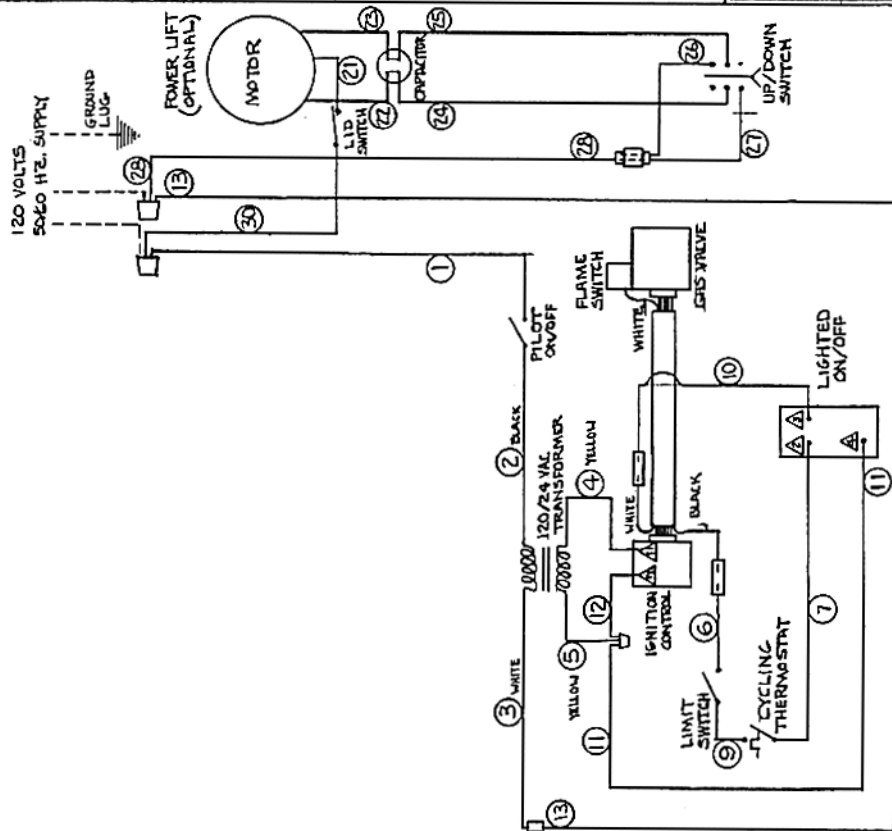 120 VOLTS
50/60 HZ. SUPPLY
GROUND
LUG
POWER LIFT
(OPTIONAL)
MOTOR
23
25
21
22
CAPACITOR
24
26
UP/DOWN
SWITCH
27
LID
SWITCH
28
28
13
30
1
PILOT
ON/OFF
FLAME
SWITCH
GAS VALVE
WHITE
10
LIGHTED
ON/OFF
3
2
11
2 BLACK
120/24 VAC
TRANSFORMER
4 YELLOW
WHITE
BLACK
3 WHITE
YELLOW 5
12
IGNITION
CONTROL
6
7
11
LIMIT
SWITCH
9
CYCLING
THERMOSTAT
13